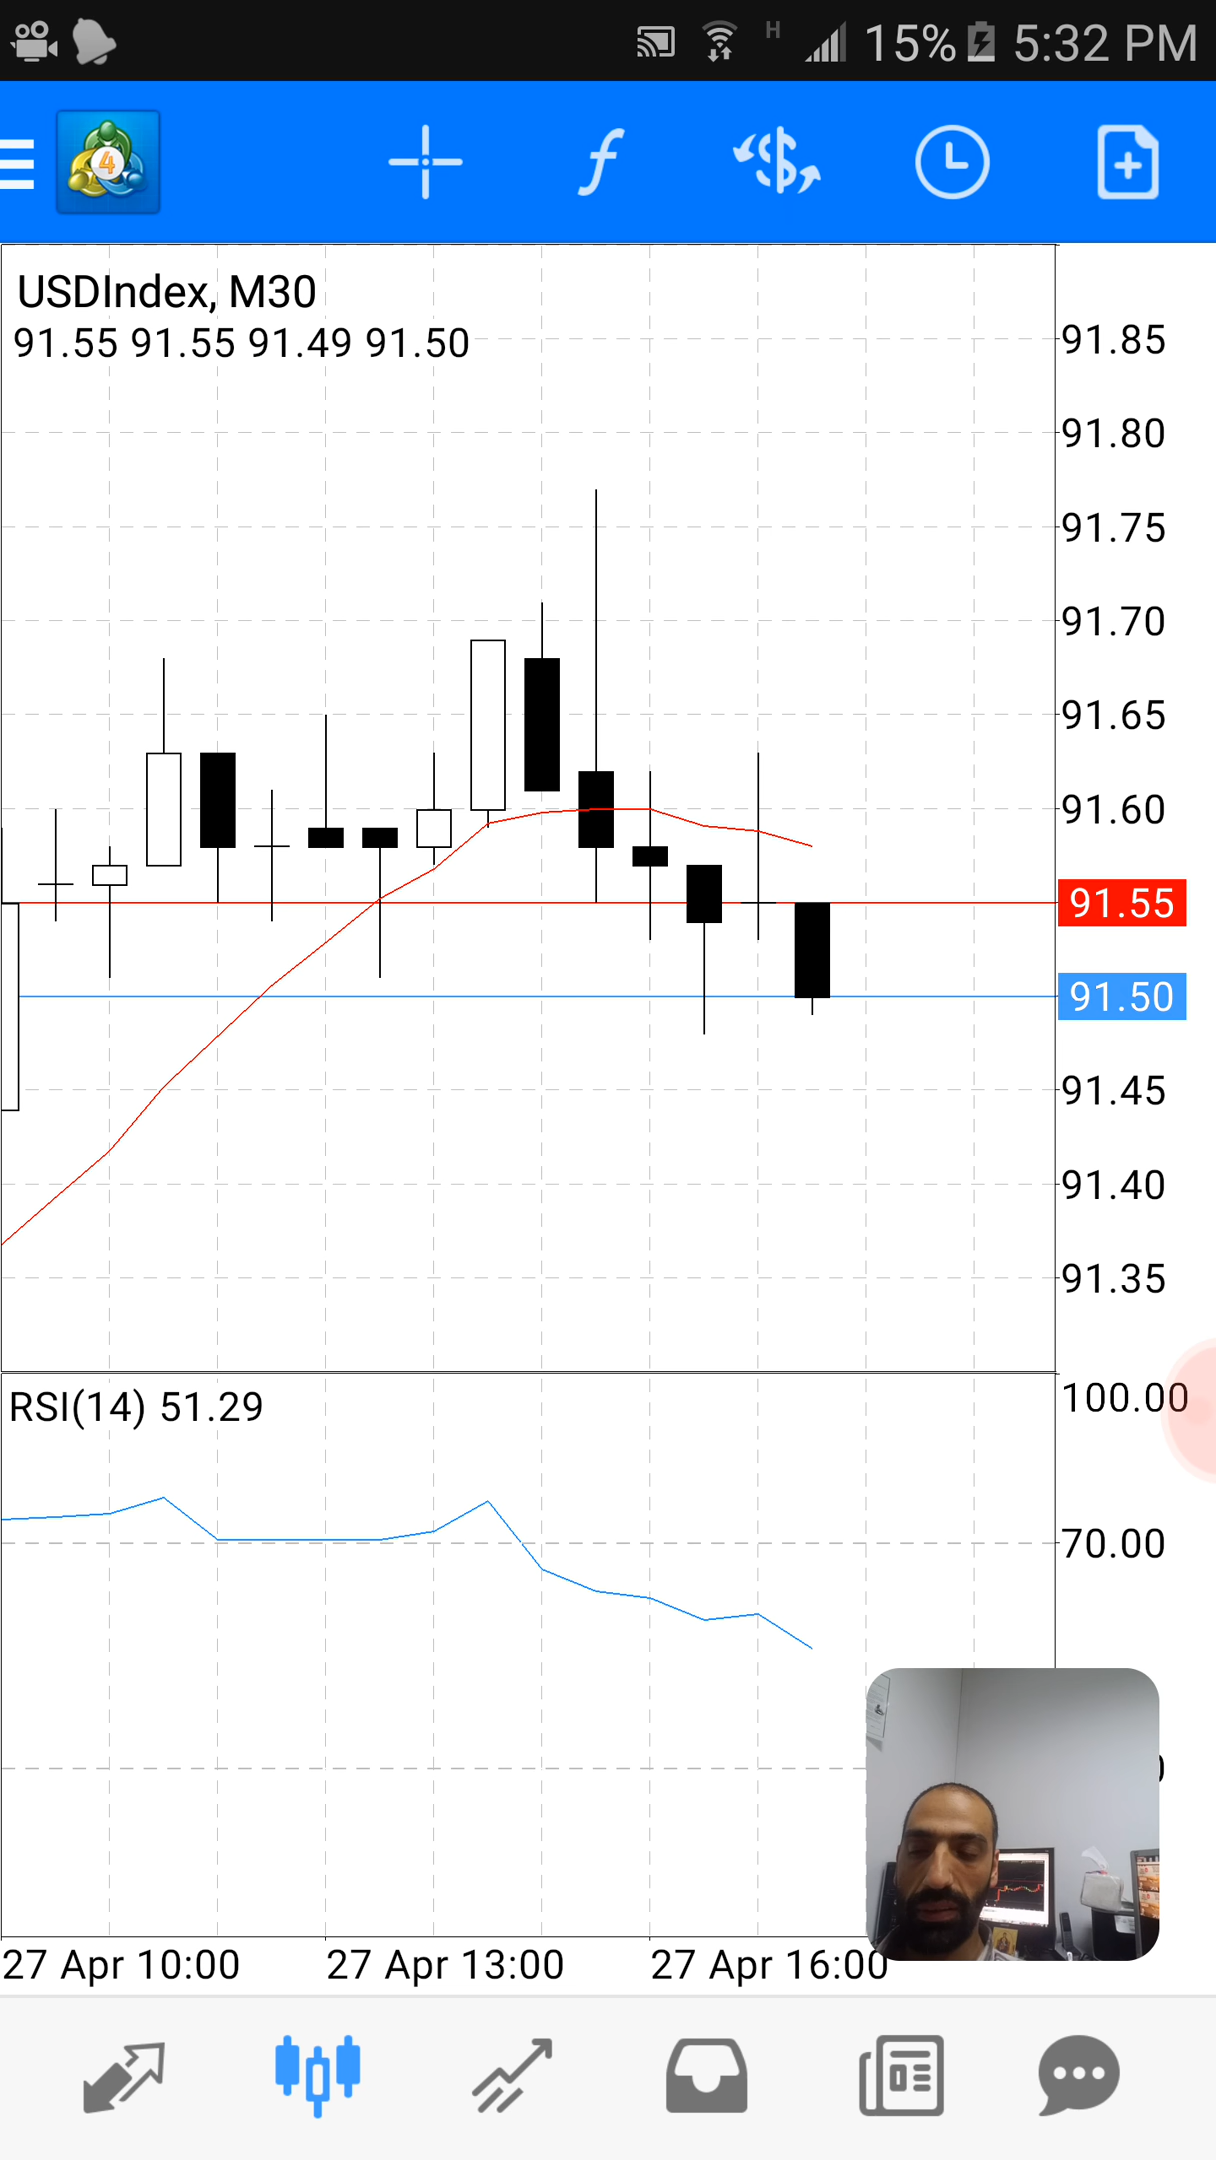 H 15% 5:32 PM
4
USDIndex, M30
91.55 91.55 91.49 91.50
91.85
91.80
91.75
91.70
91.65
91.60
91.55
91.50
91.45
91.40
91.35
RSI(14) 51.29
100.00
70.00
27 Apr 10:00 27 Apr 13:00 27 Apr 16:00